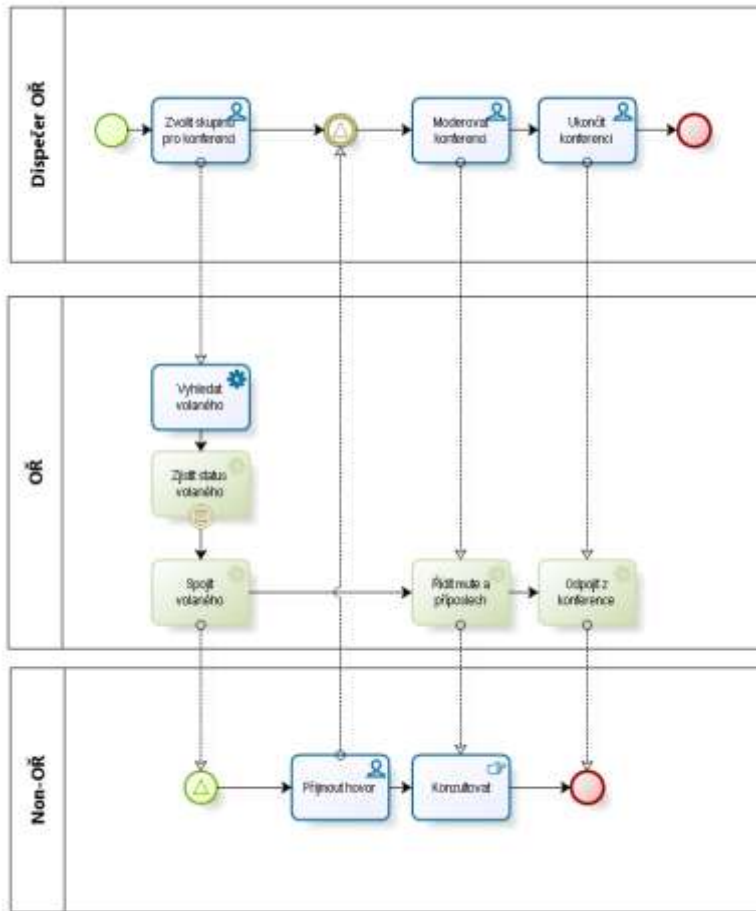 Dispečer OŘ
Zvolit skupinu
pro konferenci
Moderovat
konferenci
Ukončit
konferenci
OŘ
Vyhledat
volaného
Zjistit status
volaného
Spojit
volaného
Řídit mute a
příposlech
Odpojit z
konference
Non-OŘ
Přijmout hovor
Konzultovat